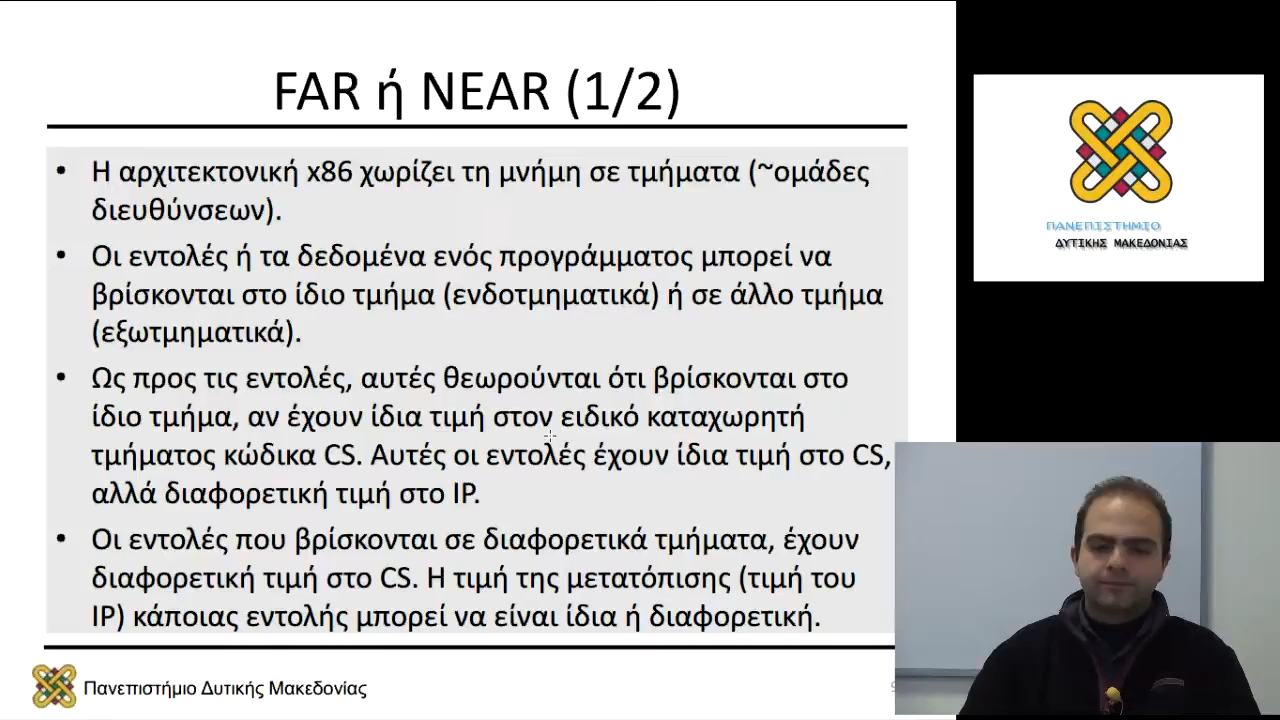 FAR ή NEAR (1/2)
• Η αρχιτεκτονική x86 χωρίζει τη μνήμη σε τμήματα (~ομάδες
διευθύνσεων).
• Οι εντολές ή τα δεδομένα ενός προγράμματος μπορεί να
βρίσκονται στο ίδιο τμήμα (ενδοτμηματικά) ή σε άλλο τμήμα
(εξωτμηματικά).
• Ως προς τις εντολές, αυτές θεωρούνται ότι βρίσκονται στο
ίδιο τμήμα, αν έχουν ίδια τιμή στον ειδικό καταχωρητή
τμήματος κώδικα CS. Αυτές οι εντολές έχουν ίδια τιμή στο CS,
αλλά διαφορετική τιμή στο IP.
• Οι εντολές που βρίσκονται σε διαφορετικά τμήματα, έχουν
διαφορετική τιμή στο CS. Η τιμή της μετατόπισης (τιμή του
IP) κάποιας εντολής μπορεί να είναι ίδια ή διαφορετική.
Πανεπιστήμιο Δυτικής Μακεδονίας
ΠΑΝΕΠΙΣΤΗΜΙΟ
ΔΥΤΙΚΗΣ ΜΑΚΕΔΟΝΙΑΣ